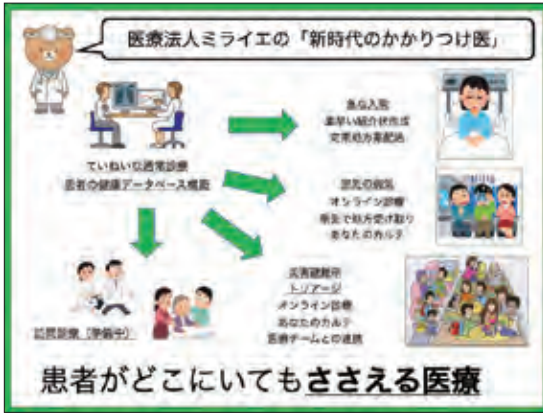 医療法人ミライエの「新時代のかかりつけ医」
ていねいな通常診療
患者の健康データベース構築
急な入院
素早い紹介状作成
定期処方薬配送
旅先の病気
オンライン診療
現地で処方受け取り
あなたのカルテ
災害避難所
トリアージ
オンライン診療
あなたのカルテ
医療チームとの連携
訪問診療(準備中)
患者がどこにいてもささえる医療